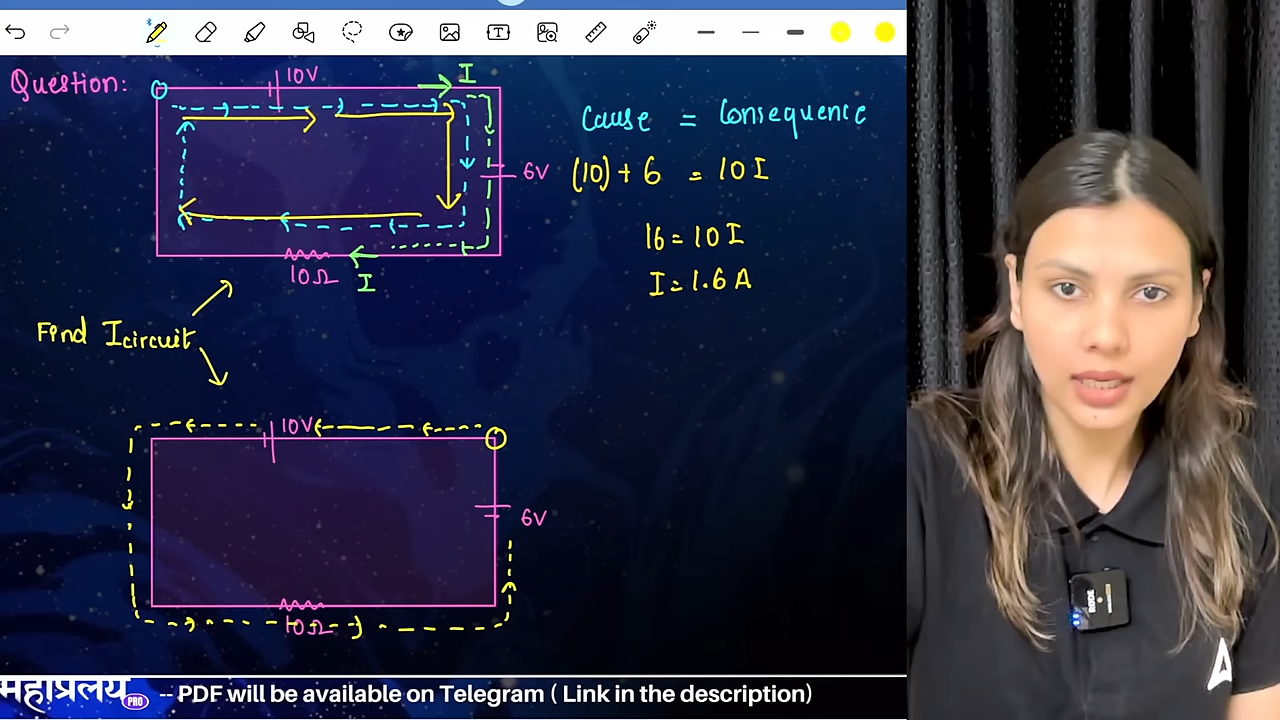 Question:
10V
I
6V
10Ω
I
Cause = Consequence
(10) + 6 = 10 I
16 = 10 I
I = 1.6 A
Find Icircuit
10V
6V
10Ω
महाप्रलय PRO -- PDF will be available on Telegram ( Link in the description)
RODE